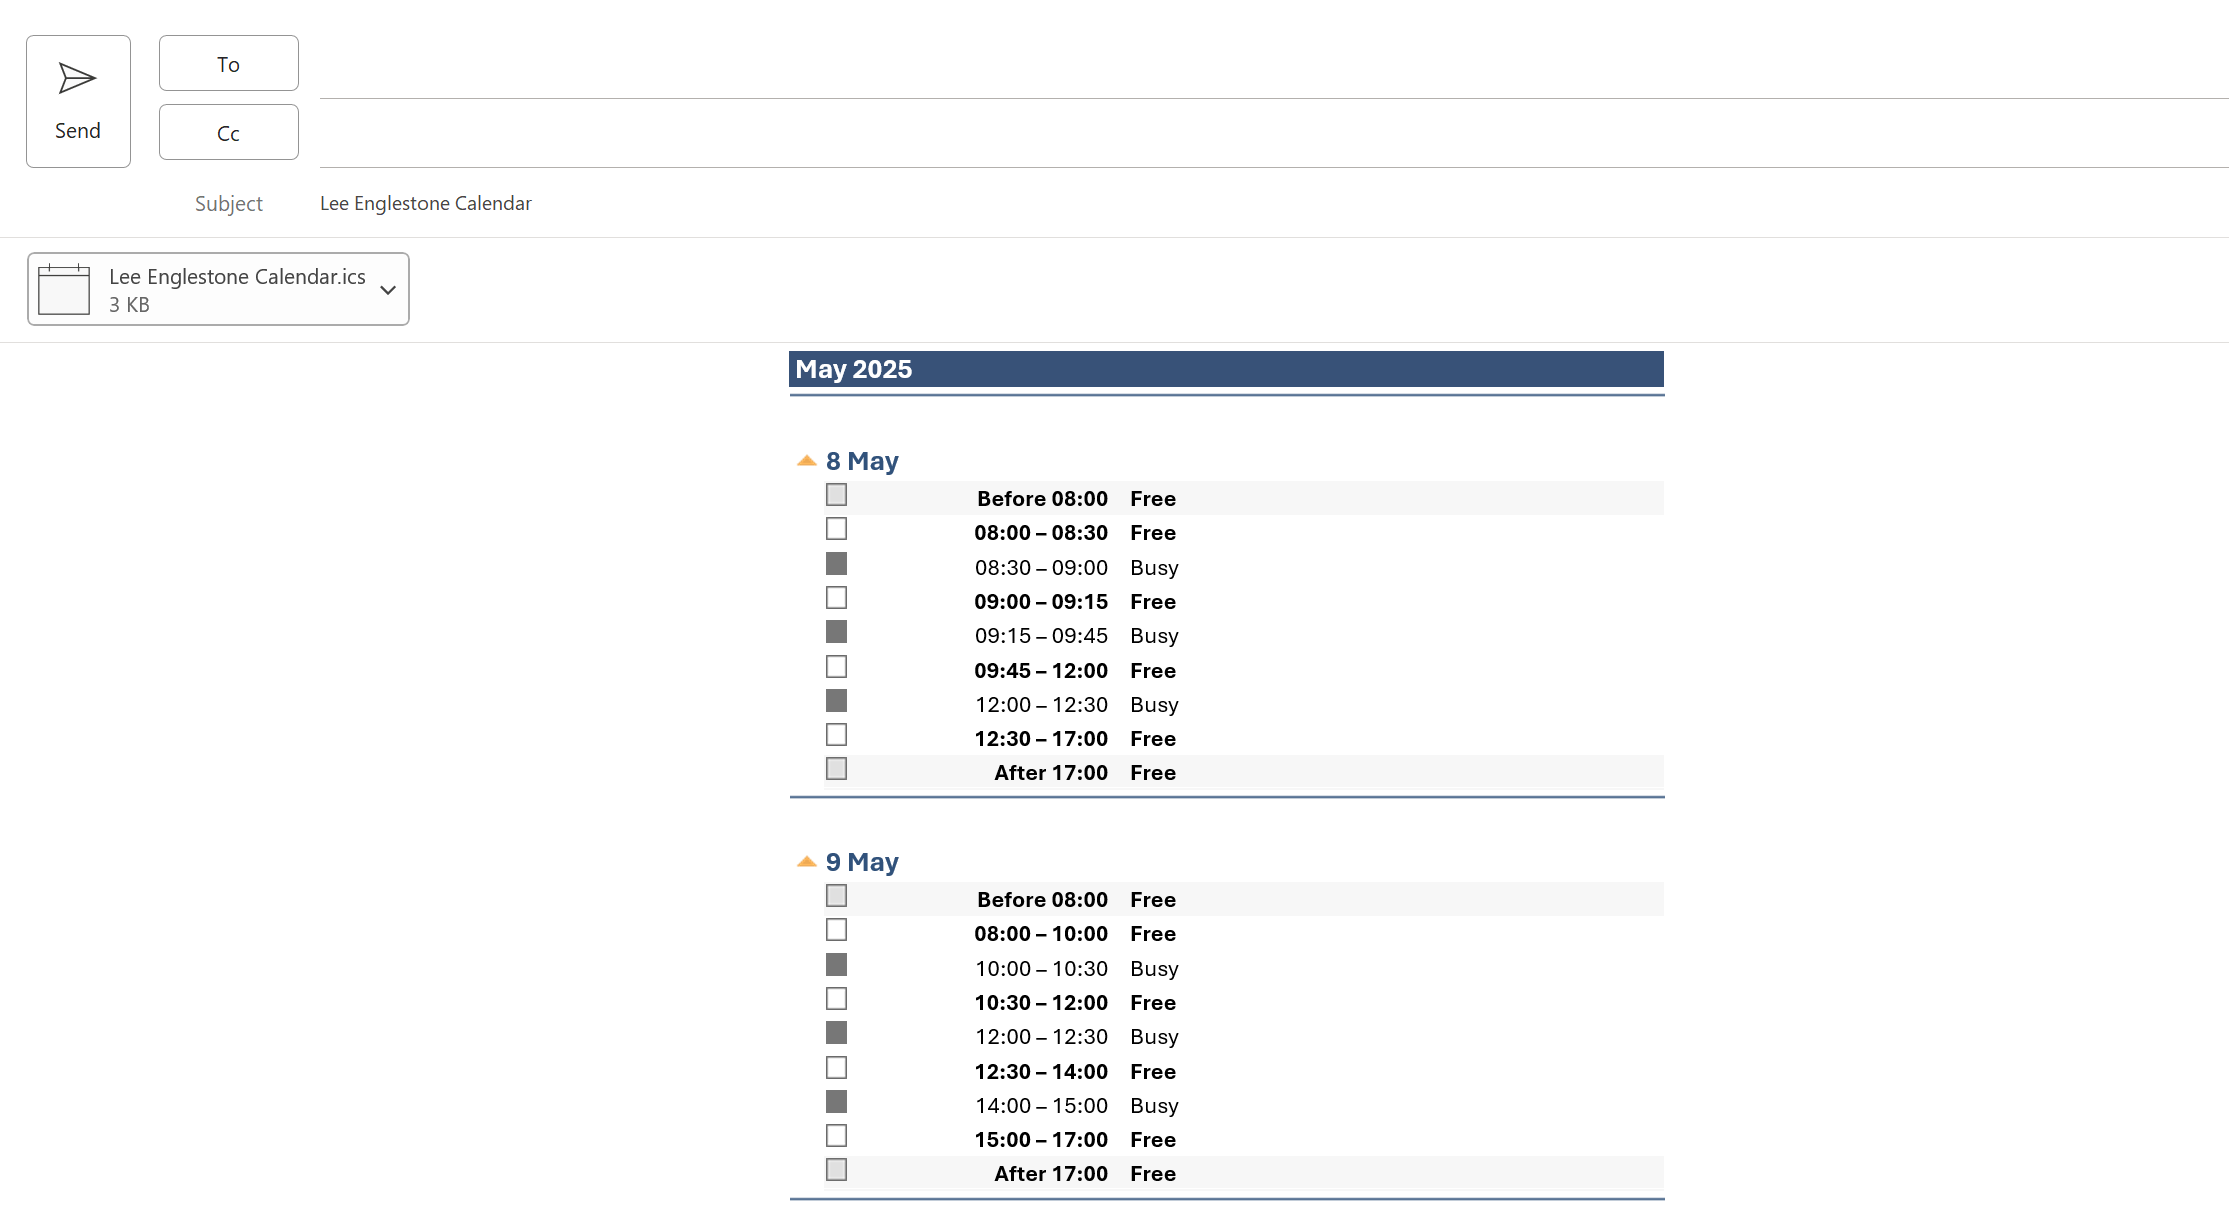 Send
To
Cc
Subject Lee Englestone Calendar
Lee Englestone Calendar.ics
3 KB
May 2025
8 May
Before 08:00 Free
08:00 – 08:30 Free
08:30 – 09:00 Busy
09:00 – 09:15 Free
09:15 – 09:45 Busy
09:45 – 12:00 Free
12:00 – 12:30 Busy
12:30 – 17:00 Free
After 17:00 Free
9 May
Before 08:00 Free
08:00 – 10:00 Free
10:00 – 10:30 Busy
10:30 – 12:00 Free
12:00 – 12:30 Busy
12:30 – 14:00 Free
14:00 – 15:00 Busy
15:00 – 17:00 Free
After 17:00 Free